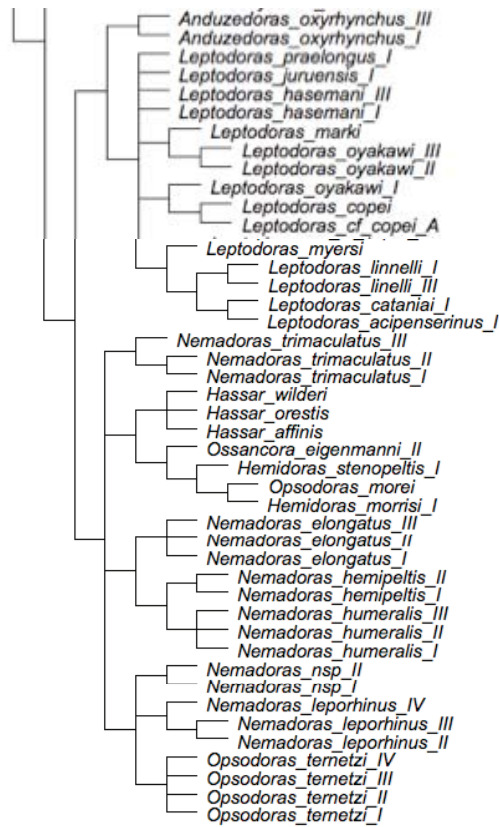 Anduzedoras_oxyrhynchus_III
Anduzedoras_oxyrhynchus_I
Leptodoras_praelongus_I
Leptodoras_juruensis_I
Leptodoras_hasemani_III
Leptodoras_hasemani_I
Leptodoras_marki
Leptodoras_oyakawi_III
Leptodoras_oyakawi_II
Leptodoras_oyakawi_I
Leptodoras_copei
Leptodoras_cf_copei_A
Leptodoras_myersi
Leptodoras_linnelli_I
Leptodoras_linelli_III
Leptodoras_cataniai_I
Leptodoras_acipenserinus_I
Nemadoras_trimaculatus_III
Nemadoras_trimaculatus_II
Nemadoras_trimaculatus_I
Hassar_wilderi
Hassar_orestis
Hassar_affinis
Ossancora_eigenmanni_II
Hemidoras_stenopeltis_I
Opsodoras_morei
Hemidoras_morrisi_I
Nemadoras_elongatus_III
Nemadoras_elongatus_II
Nemadoras_elongatus_I
Nemadoras_hemipeltis_II
Nemadoras_hemipeltis_I
Nemadoras_humeralis_III
Nemadoras_humeralis_II
Nemadoras_humeralis_I
Nemadoras_nsp_II
Nemadoras_nsp_I
Nemadoras_leporhinus_IV
Nemadoras_leporhinus_III
Nemadoras_leporhinus_II
Opsodoras_ternetzi_IV
Opsodoras_ternetzi_III
Opsodoras_ternetzi_II
Opsodoras_ternetzi_I